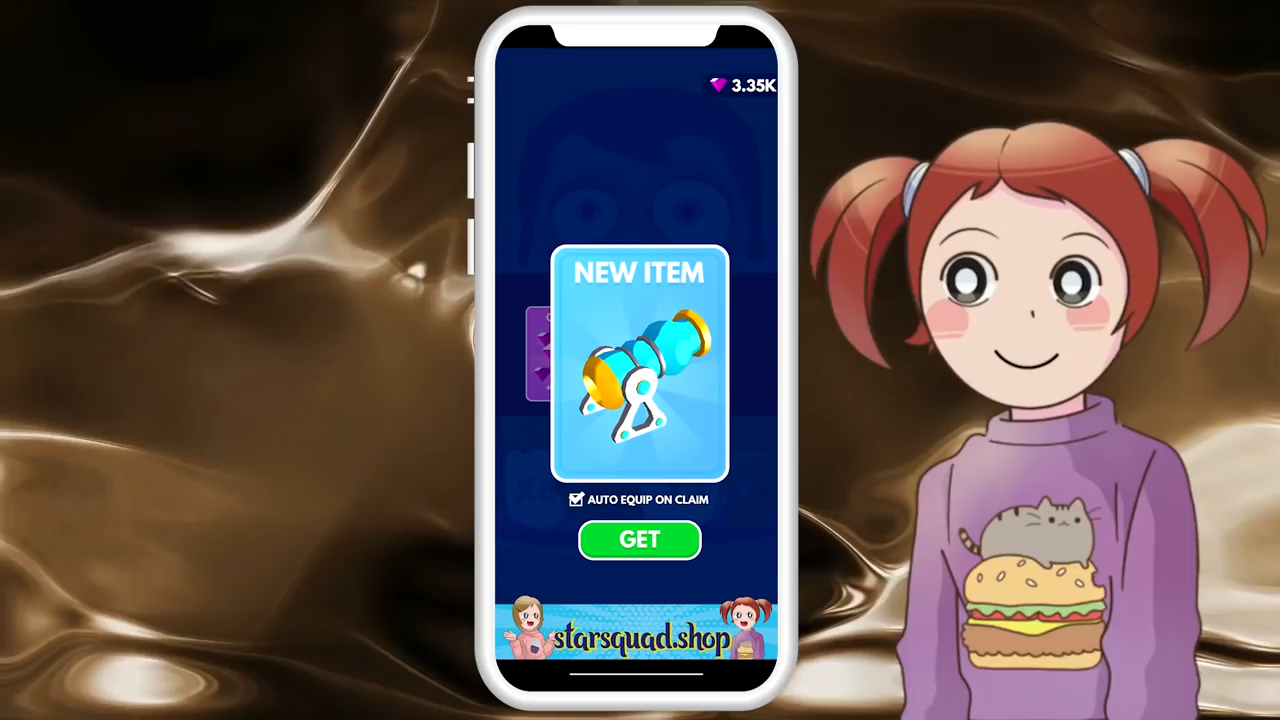 3.35K
NEW ITEM
AUTO EQUIP ON CLAIM
GET
starsquad.shop